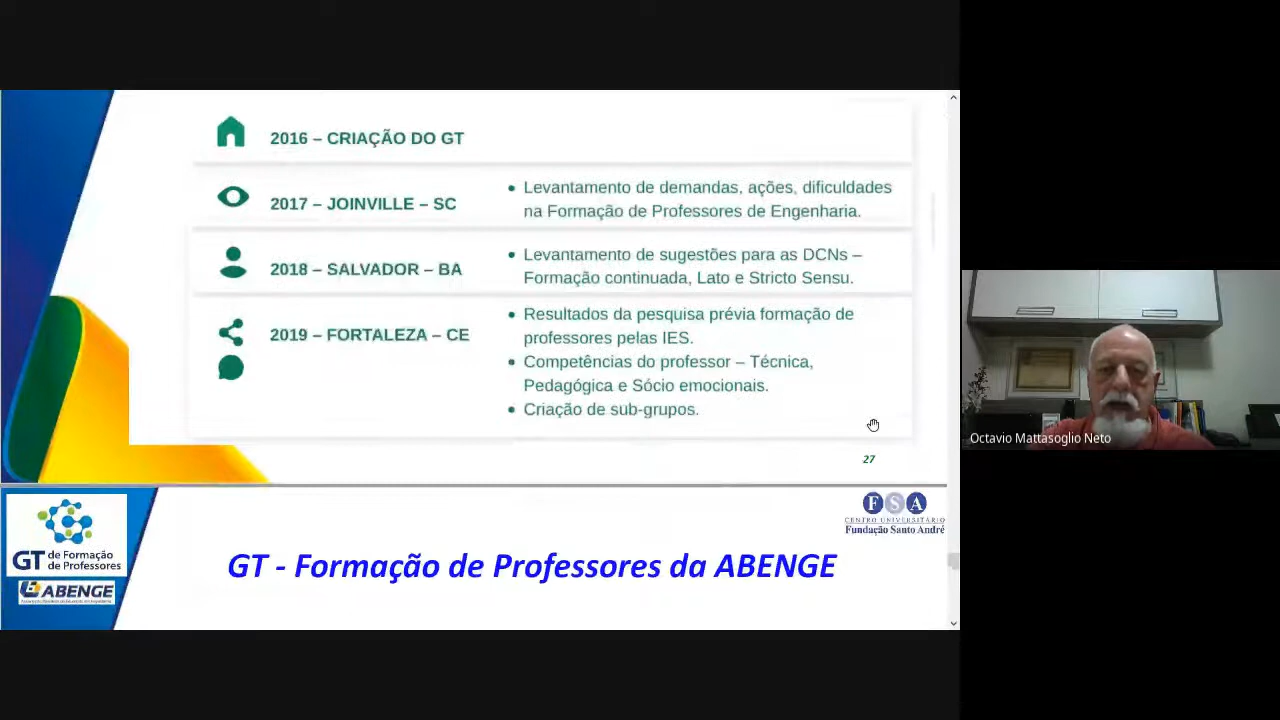 2016 – CRIAÇÃO DO GT
2017 – JOINVILLE – SC
• Levantamento de demandas, ações, dificuldades
na Formação de Professores de Engenharia.
2018 – SALVADOR – BA
• Levantamento de sugestões para as DCNs –
Formação continuada, Lato e Stricto Sensu.
2019 – FORTALEZA – CE
• Resultados da pesquisa prévia formação de
professores pelas IES.
• Competências do professor – Técnica,
Pedagógica e Sócio emocionais.
• Criação de sub-grupos.
27
Octavio Mattasoglio Neto
GT de Formação
de Professores
ABENGE
FSA
CENTRO UNIVERSITÁRIO
Fundação Santo André
GT - Formação de Professores da ABENGE